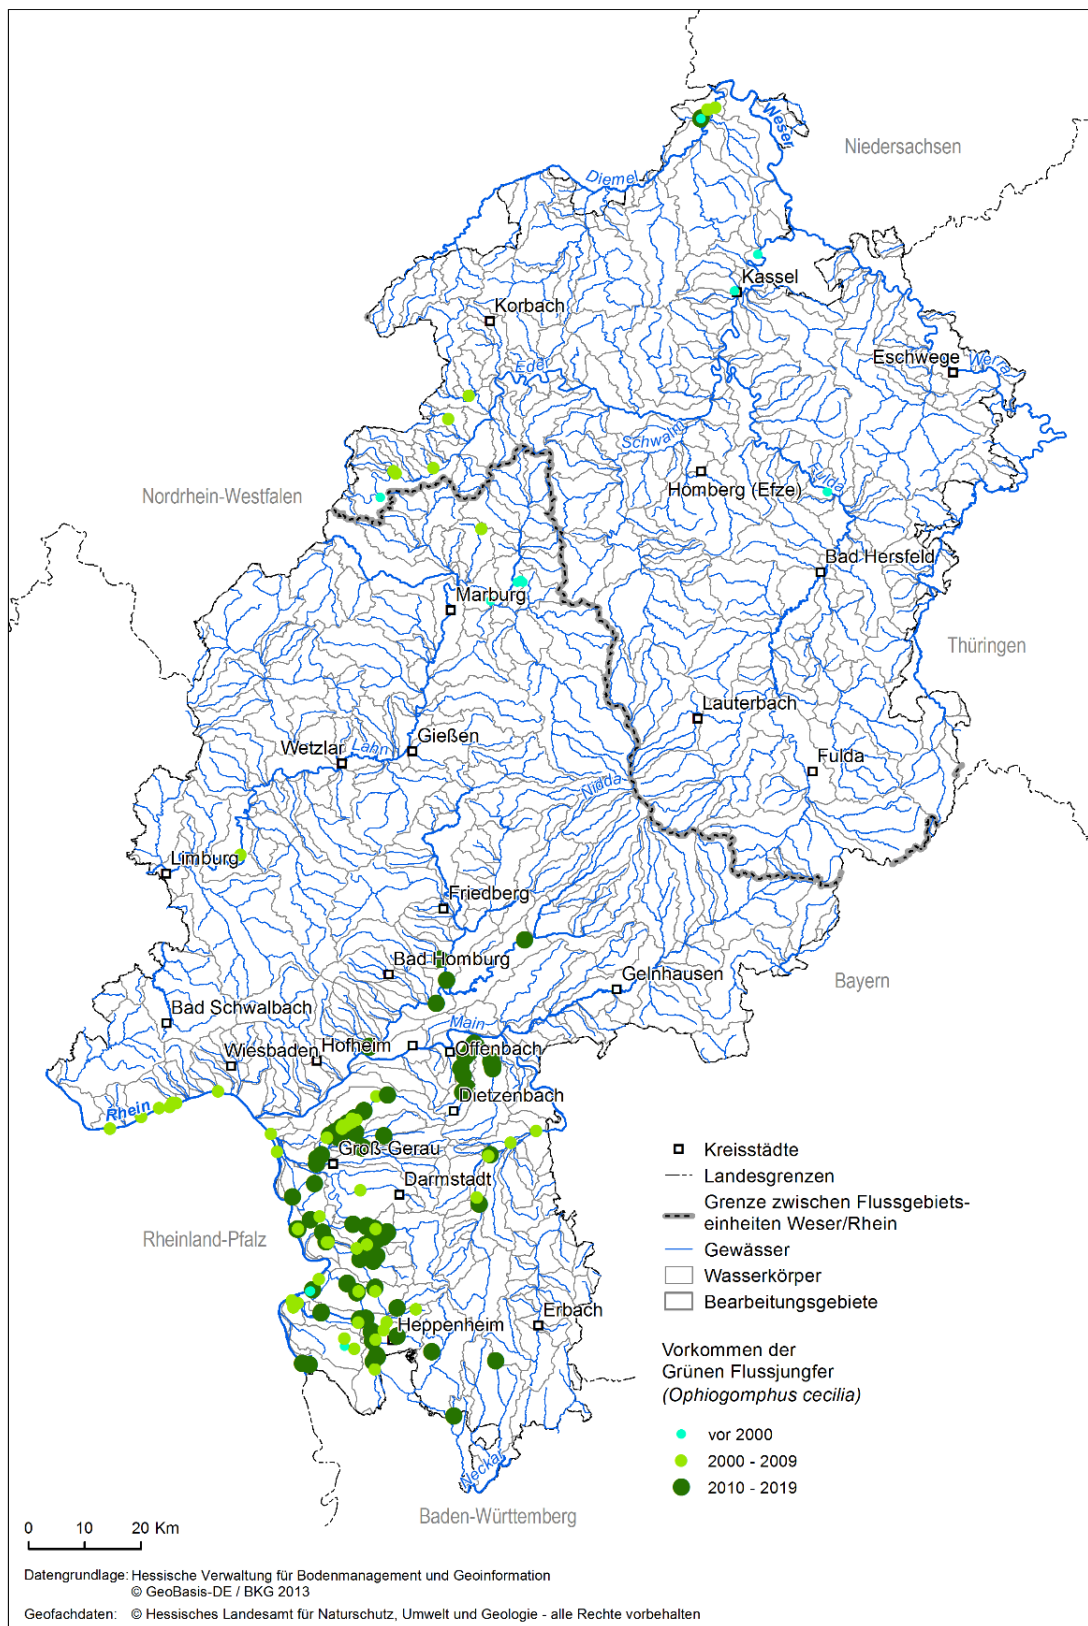 Weser
Niedersachsen
Diemel
Kassel
Korbach
Eschwege
Werra
Eder
Schwalm
Homberg (Efze)
Fulda
Nordrhein-Westfalen
Bad Hersfeld
Marburg
Thüringen
Lauterbach
Gießen
Wetzlar
Lahn
Fulda
Nidda
Limburg
Friedberg
Bad Homburg
Gelnhausen
Bayern
Bad Schwalbach
Main
Hofheim
Offenbach
Wiesbaden
Rhein
Dietzenbach
Groß-Gerau
Darmstadt
Rheinland-Pfalz
Erbach
Heppenheim
Neckar
Baden-Württemberg
Kreisstädte
Landesgrenzen
Grenze zwischen Flussgebiets-
einheiten Weser/Rhein
Gewässer
Wasserkörper
Bearbeitungsgebiete
Vorkommen der
Grünen Flussjungfer
(Ophiogomphus cecilia)
vor 2000
2000 - 2009
2010 - 2019
0 10 20 Km
Datengrundlage: Hessische Verwaltung für Bodenmanagement und Geoinformation
© GeoBasis-DE / BKG 2013
Geofachdaten: © Hessisches Landesamt für Naturschutz, Umwelt und Geologie - alle Rechte vorbehalten